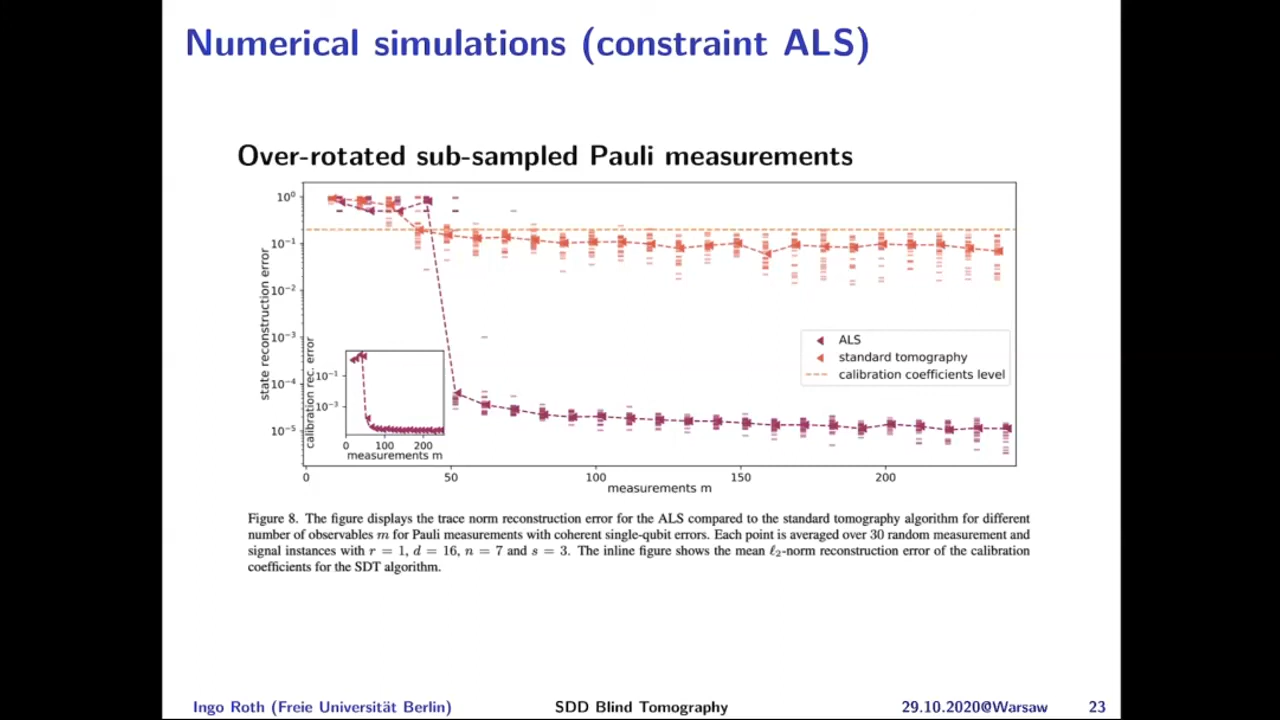 Numerical simulations (constraint ALS)
Over-rotated sub-sampled Pauli measurements
10⁰
10⁻¹
10⁻²
10⁻³
10⁻⁴
10⁻⁵
state reconstruction error
0
50
100
150
200
measurements m
ALS
standard tomography
calibration coefficients level
calibration rec. error
10⁻¹
10⁻³
0
100
200
measurements m
Figure 8. The figure displays the trace norm reconstruction error for the ALS compared to the standard tomography algorithm for different
number of observables m for Pauli measurements with coherent single-qubit errors. Each point is averaged over 30 random measurement and
signal instances with r = 1, d = 16, n = 7 and s = 3. The inline figure shows the mean ℓ₂-norm reconstruction error of the calibration
coefficients for the SDT algorithm.
Ingo Roth (Freie Universität Berlin)
SDD Blind Tomography
29.10.2020@Warsaw
23